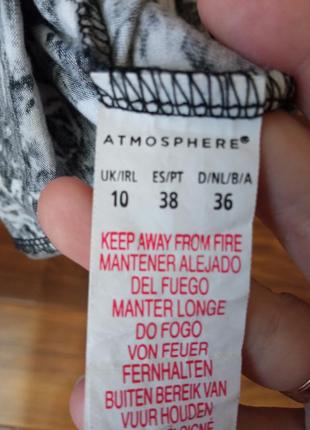 ATMOSPHERE®
UK/IRL ES/PT D/NL/B/A
10 38 36
KEEP AWAY FROM FIRE
MANTENER ALEJADO
DEL FUEGO
MANTER LONGE
DO FOGO
VON FEUER
FERNHALTEN
BUITEN BEREIK VAN
VUUR HOUDEN